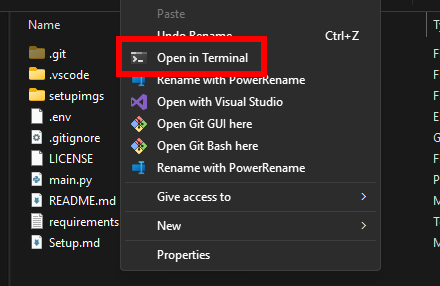 Paste
Undo Rename Ctrl+Z
.git
Open in Terminal
.vscode
Rename with PowerRename
setupimgs
Open with Visual Studio
.env
Open Git GUI here
.gitignore
Open Git Bash here
LICENSE
Rename with PowerRename
main.py
README.md
Give access to
requirements
New
Setup.md
Properties